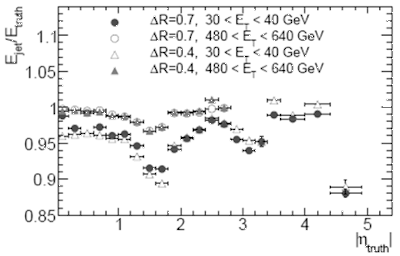 E_jet/E_truth
1.1
1.05
1
0.95
0.9
0.85
ΔR=0.7, 30 < E_T < 40 GeV
ΔR=0.7, 480 < E_T < 640 GeV
ΔR=0.4, 30 < E_T < 40 GeV
ΔR=0.4, 480 < E_T < 640 GeV
0 1 2 3 4 5
|η_truth|